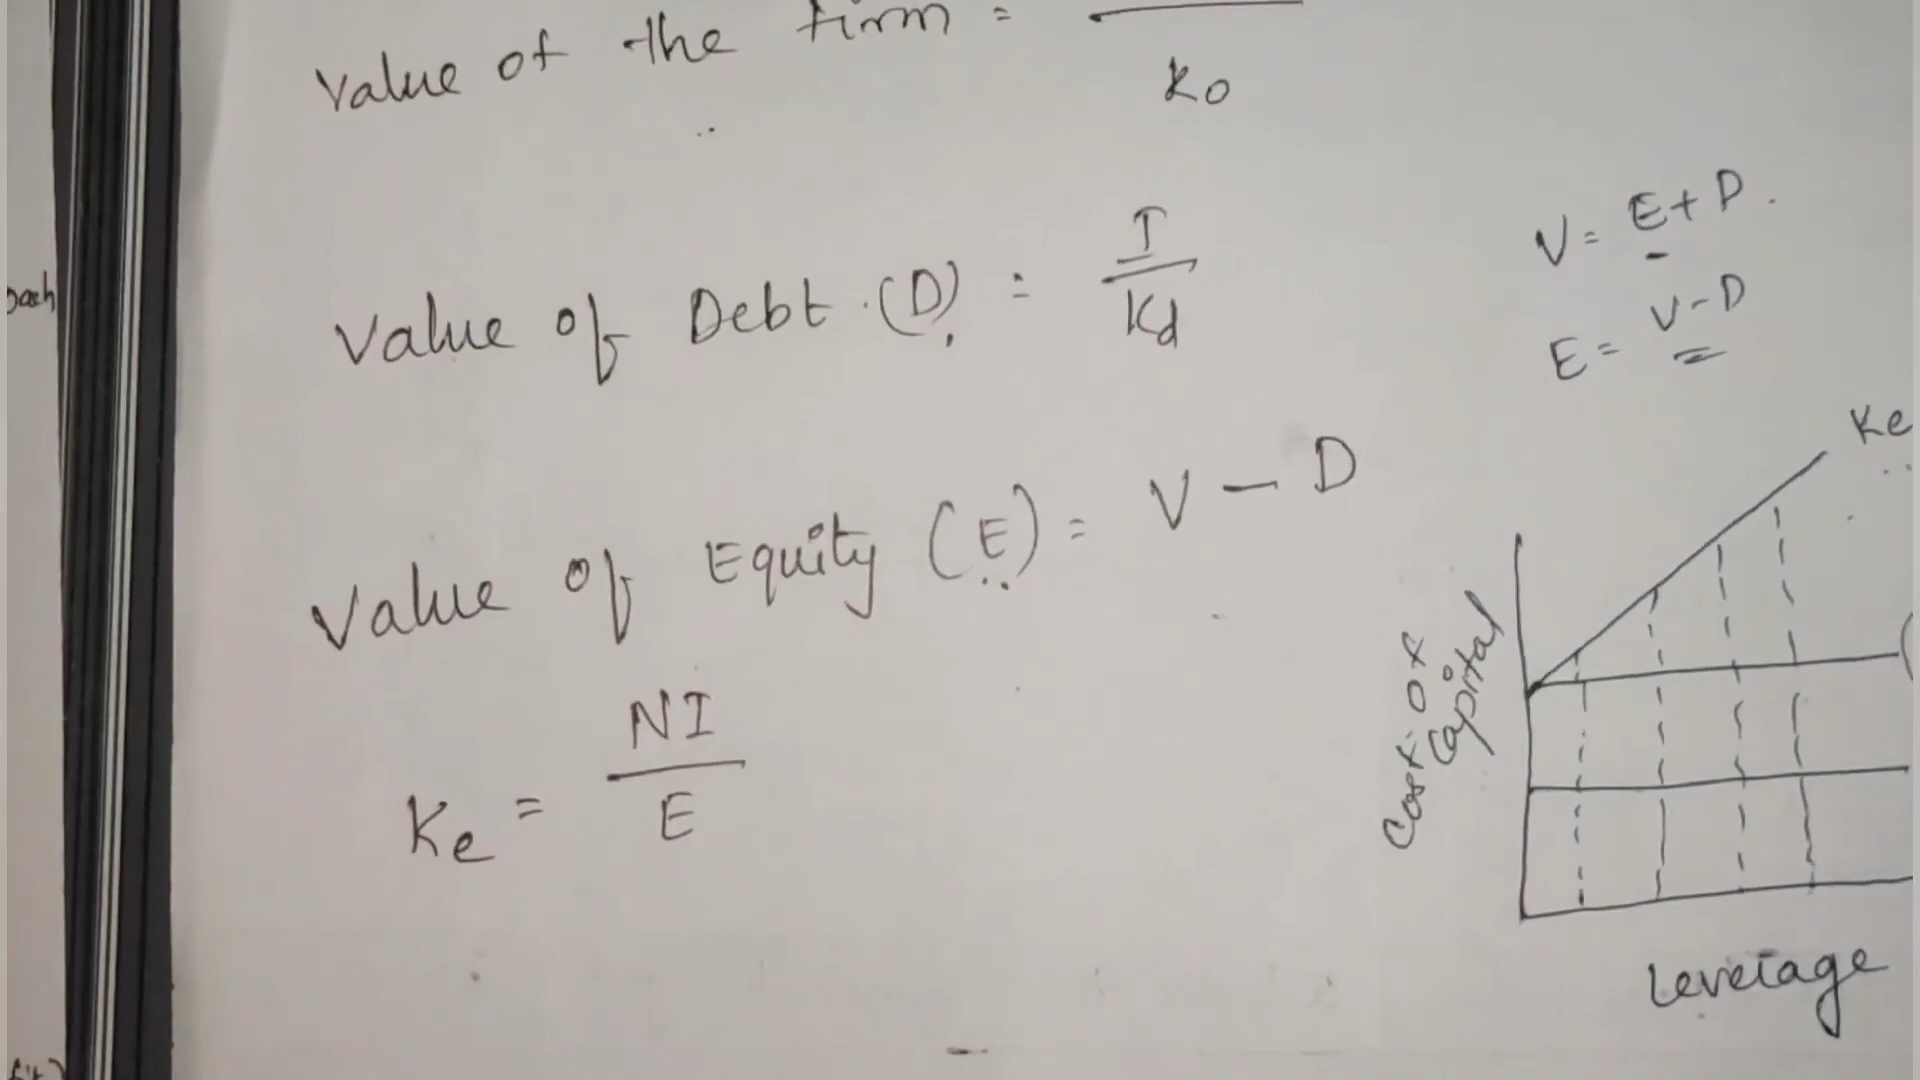 Value of the firm =
Ko
Value of Debt (D) = I
Kd
V = E + D.
E = V - D
Value of Equity (E) = V - D
Ke = NI
E
Ke
Cost of
Capital
Leverage